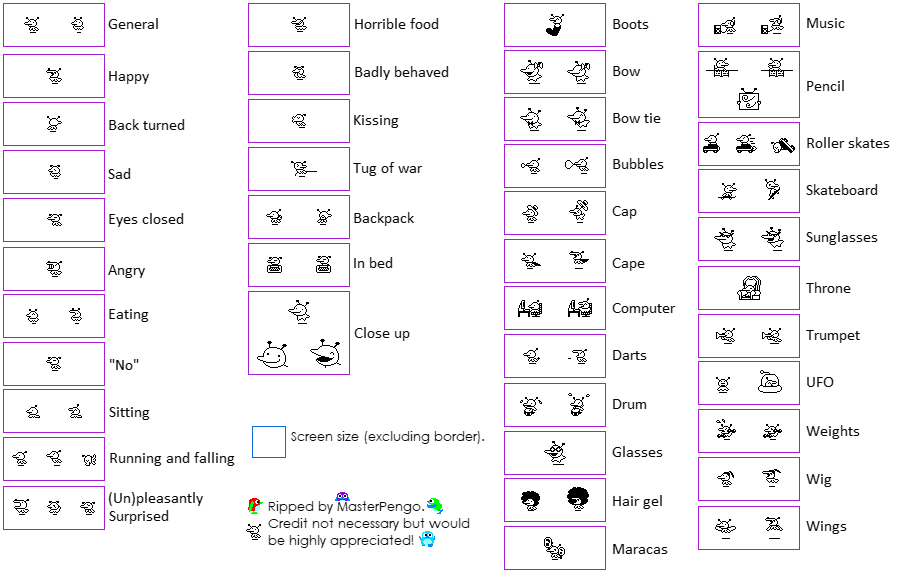 General
Happy
Back turned
Sad
Eyes closed
Angry
Eating
"No"
Sitting
Running and falling
(Un)pleasantly
Surprised
Horrible food
Badly behaved
Kissing
Tug of war
Backpack
In bed
Close up
Screen size (excluding border).
Ripped by MasterPengo.
Credit not necessary but would
be highly appreciated!
Boots
Bow
Bow tie
Bubbles
Cap
Cape
Computer
Darts
Drum
Glasses
Hair gel
Maracas
Music
Pencil
Roller skates
Skateboard
Sunglasses
Throne
Trumpet
UFO
Weights
Wig
Wings